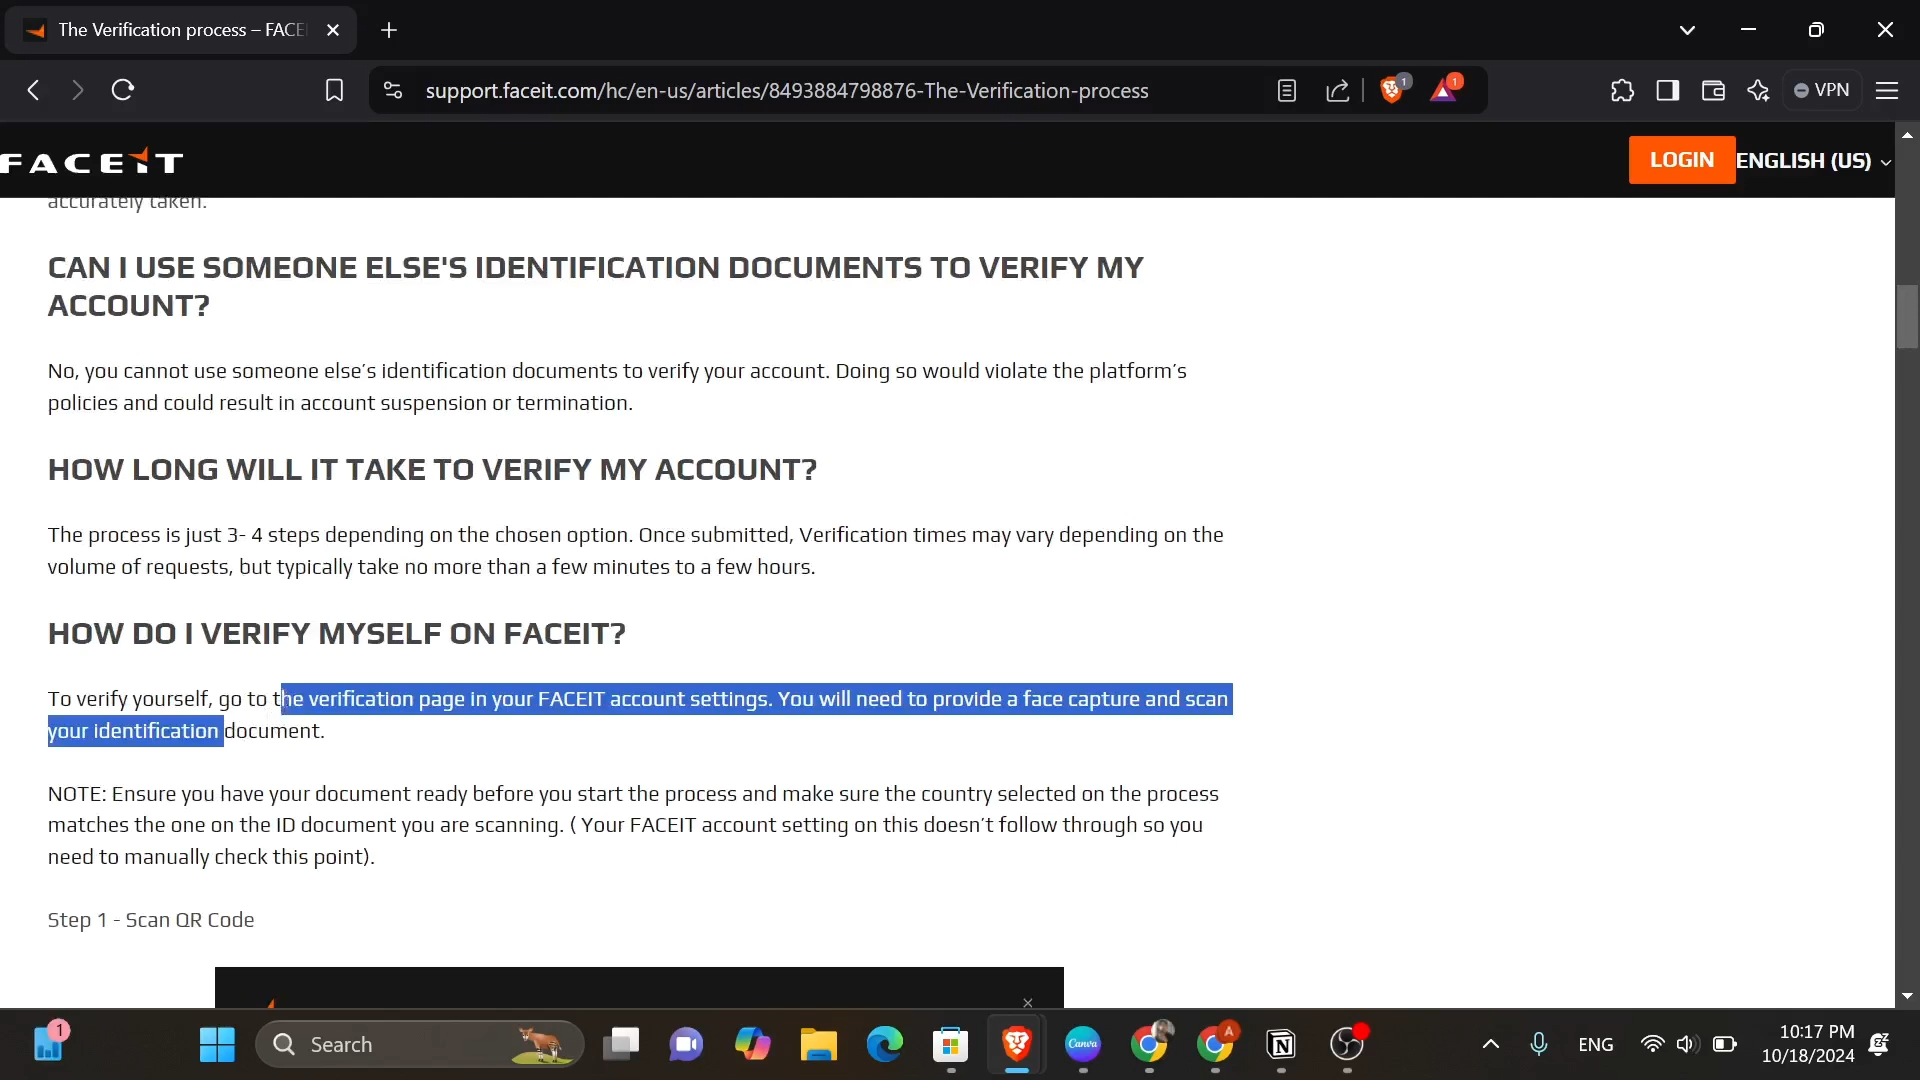 The Verification process – FACEI
support.faceit.com/hc/en-us/articles/8493884798876-The-Verification-process
1
1
VPN
FACEIT
LOGIN
ENGLISH (US)
accurately taken.
CAN I USE SOMEONE ELSE'S IDENTIFICATION DOCUMENTS TO VERIFY MY
ACCOUNT?
No, you cannot use someone else’s identification documents to verify your account. Doing so would violate the platform’s
policies and could result in account suspension or termination.
HOW LONG WILL IT TAKE TO VERIFY MY ACCOUNT?
The process is just 3- 4 steps depending on the chosen option. Once submitted, Verification times may vary depending on the
volume of requests, but typically take no more than a few minutes to a few hours.
HOW DO I VERIFY MYSELF ON FACEIT?
To verify yourself, go to the verification page in your FACEIT account settings. You will need to provide a face capture and scan
your identification document.
NOTE: Ensure you have your document ready before you start the process and make sure the country selected on the process
matches the one on the ID document you are scanning. ( Your FACEIT account setting on this doesn’t follow through so you
need to manually check this point).
Step 1 - Scan QR Code
1
Search
Canva
A
ENG
10:17 PM
10/18/2024